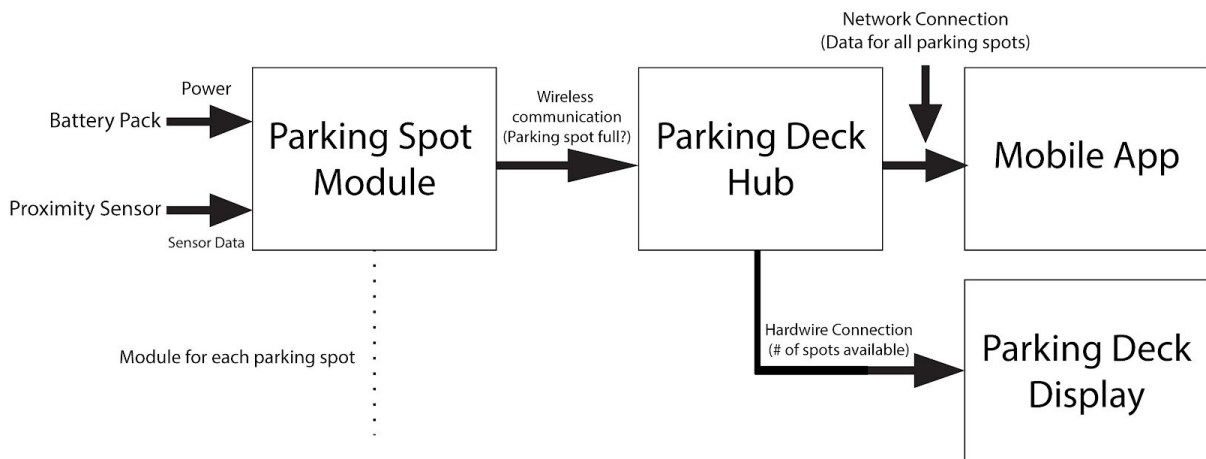 Network Connection
(Data for all parking spots)
Power
Battery Pack
Proximity Sensor
Sensor Data
Parking Spot
Module
Wireless
communication
(Parking spot full?)
Parking Deck
Hub
Mobile App
Module for each parking spot
Hardwire Connection
(# of spots available)
Parking Deck
Display